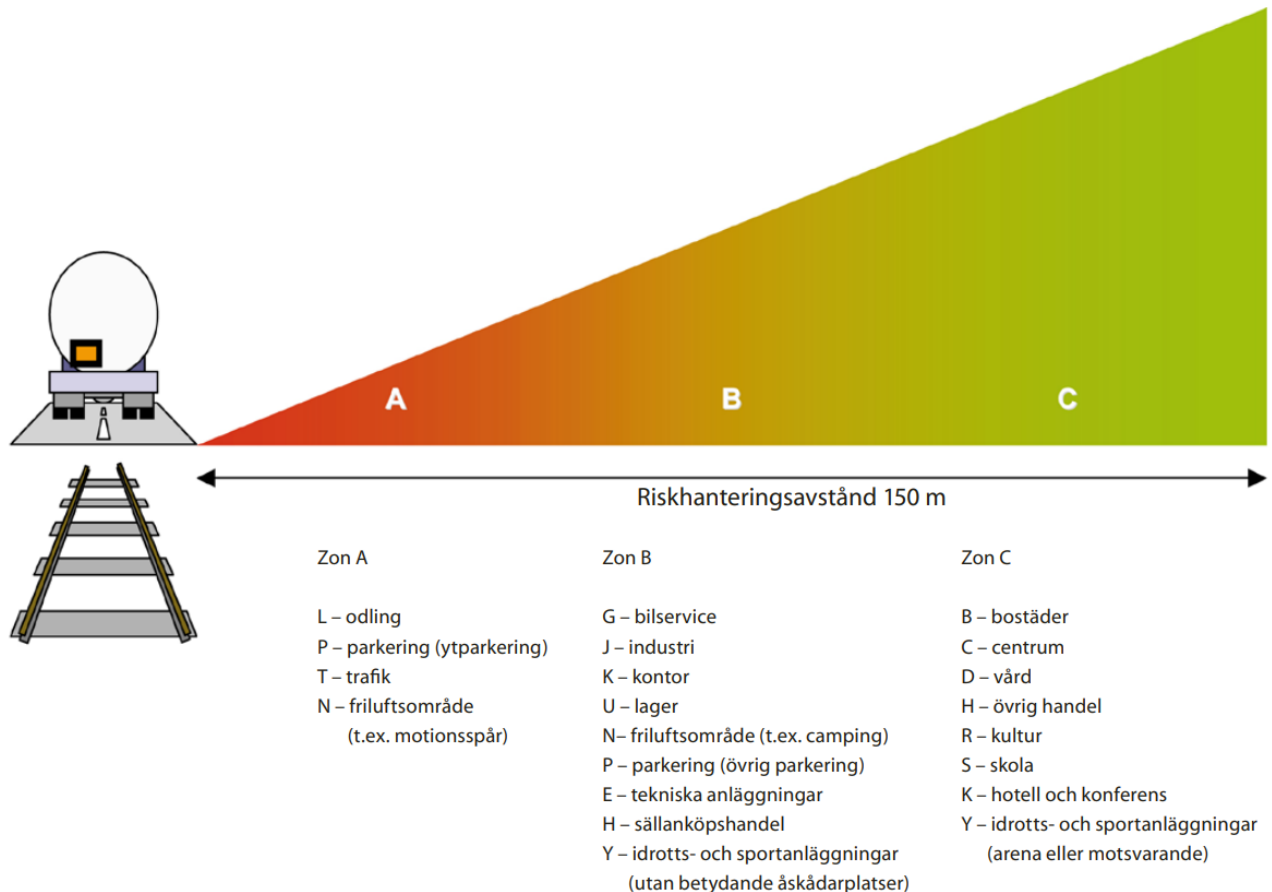 A
B
C
Riskhanteringsavstånd 150 m
Zon A
L – odling
P – parkering (ytparkering)
T – trafik
N – friluftsområde
(t.ex. motionsspår)
Zon B
G – bilservice
J – industri
K – kontor
U – lager
N– friluftsområde (t.ex. camping)
P – parkering (övrig parkering)
E – tekniska anläggningar
H – sällanköpshandel
Y – idrotts- och sportanläggningar
(utan betydande åskådarplatser)
Zon C
B – bostäder
C – centrum
D – vård
H – övrig handel
R – kultur
S – skola
K – hotell och konferens
Y – idrotts- och sportanläggningar
(arena eller motsvarande)